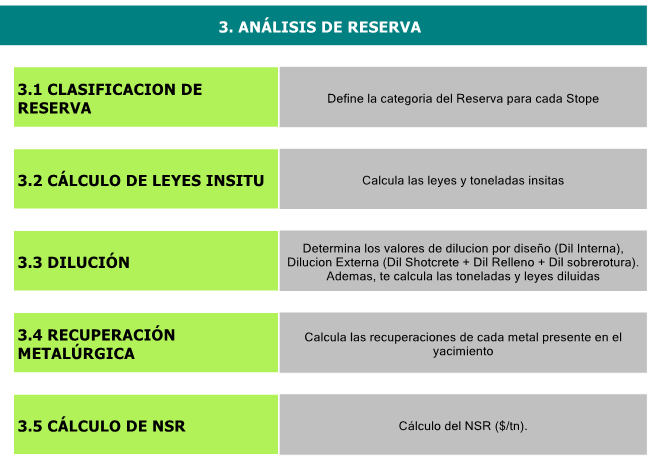 3. ANÁLISIS DE RESERVA
3.1 CLASIFICACION DE
RESERVA
Define la categoria del Reserva para cada Stope
3.2 CÁLCULO DE LEYES INSITU
Calcula las leyes y toneladas insitas
3.3 DILUCIÓN
Determina los valores de dilucion por diseño (Dil Interna),
Dilucion Externa (Dil Shotcrete + Dil Relleno + Dil sobrerotura).
Ademas, te calcula las toneladas y leyes diluidas
3.4 RECUPERACIÓN
METALÚRGICA
Calcula las recuperaciones de cada metal presente en el
yacimiento
3.5 CÁLCULO DE NSR
Cálculo del NSR ($/tn).